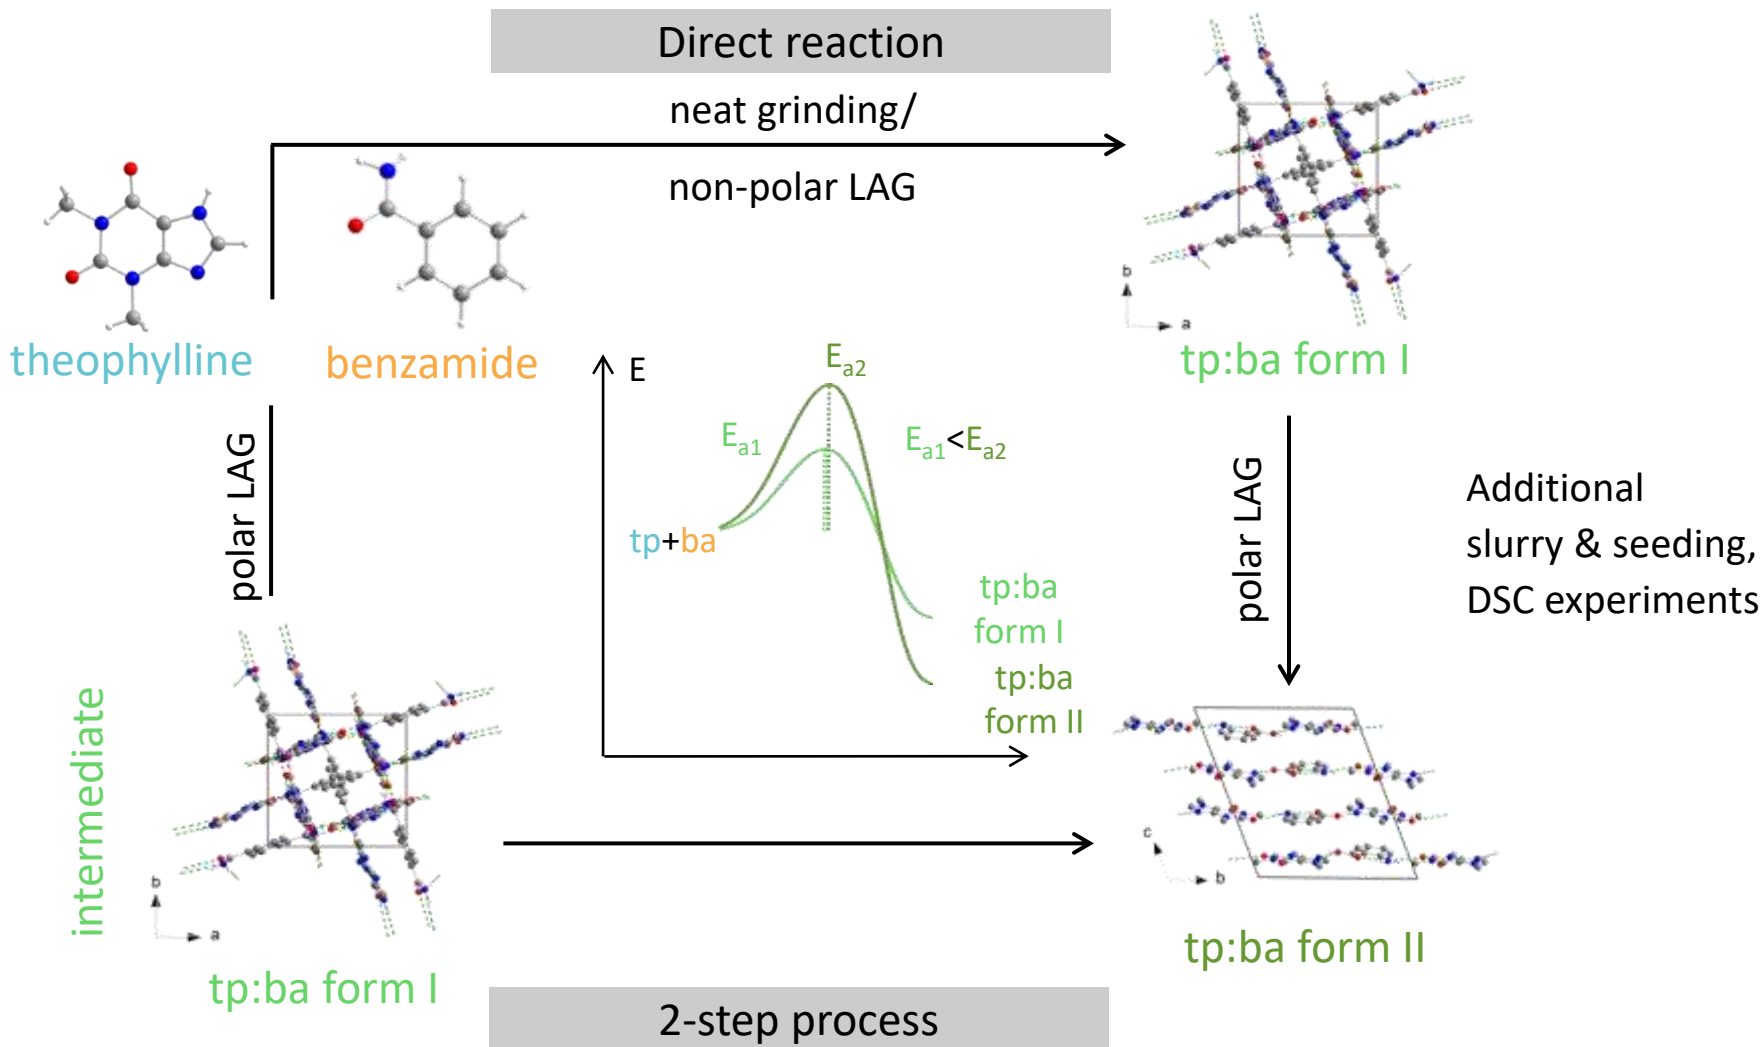 Direct reaction
neat grinding/
non-polar LAG
theophylline
benzamide
b
a
tp:ba form I
polar LAG
E
Ea2
Ea1
Ea1<Ea2
tp+ba
tp:ba
form I
tp:ba
form II
polar LAG
Additional
slurry & seeding,
DSC experiments
intermediate
b
a
tp:ba form I
c
b
tp:ba form II
2-step process